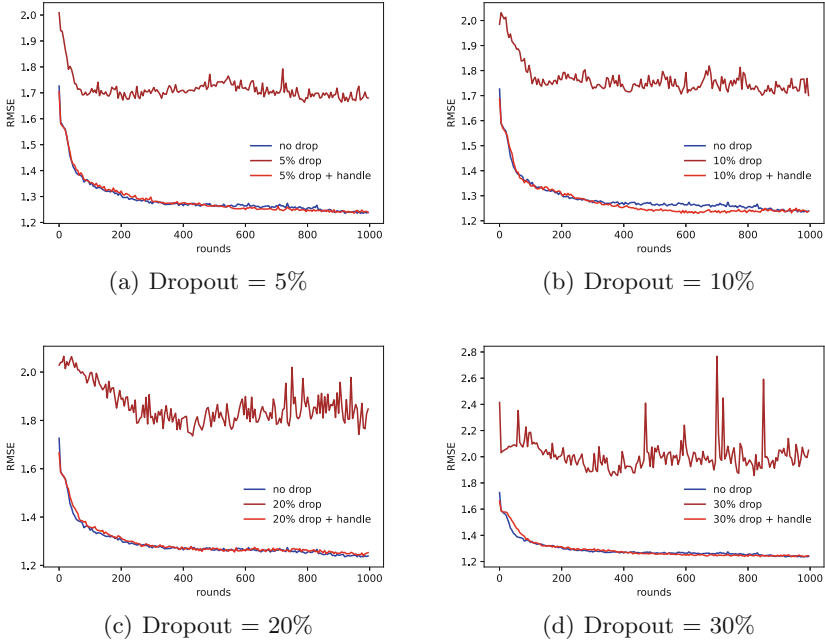 2.0
1.9
1.8
1.7
1.6
1.5
1.4
1.3
1.2
RMSE
no drop
5% drop
5% drop + handle
0 200 400 600 800 1000
rounds
(a) Dropout = 5%
2.0
1.9
1.8
1.7
1.6
1.5
1.4
1.3
1.2
RMSE
no drop
10% drop
10% drop + handle
0 200 400 600 800 1000
rounds
(b) Dropout = 10%
2.0
1.8
1.6
1.4
1.2
RMSE
no drop
20% drop
20% drop + handle
0 200 400 600 800 1000
rounds
(c) Dropout = 20%
2.8
2.6
2.4
2.2
2.0
1.8
1.6
1.4
1.2
RMSE
no drop
30% drop
30% drop + handle
0 200 400 600 800 1000
rounds
(d) Dropout = 30%